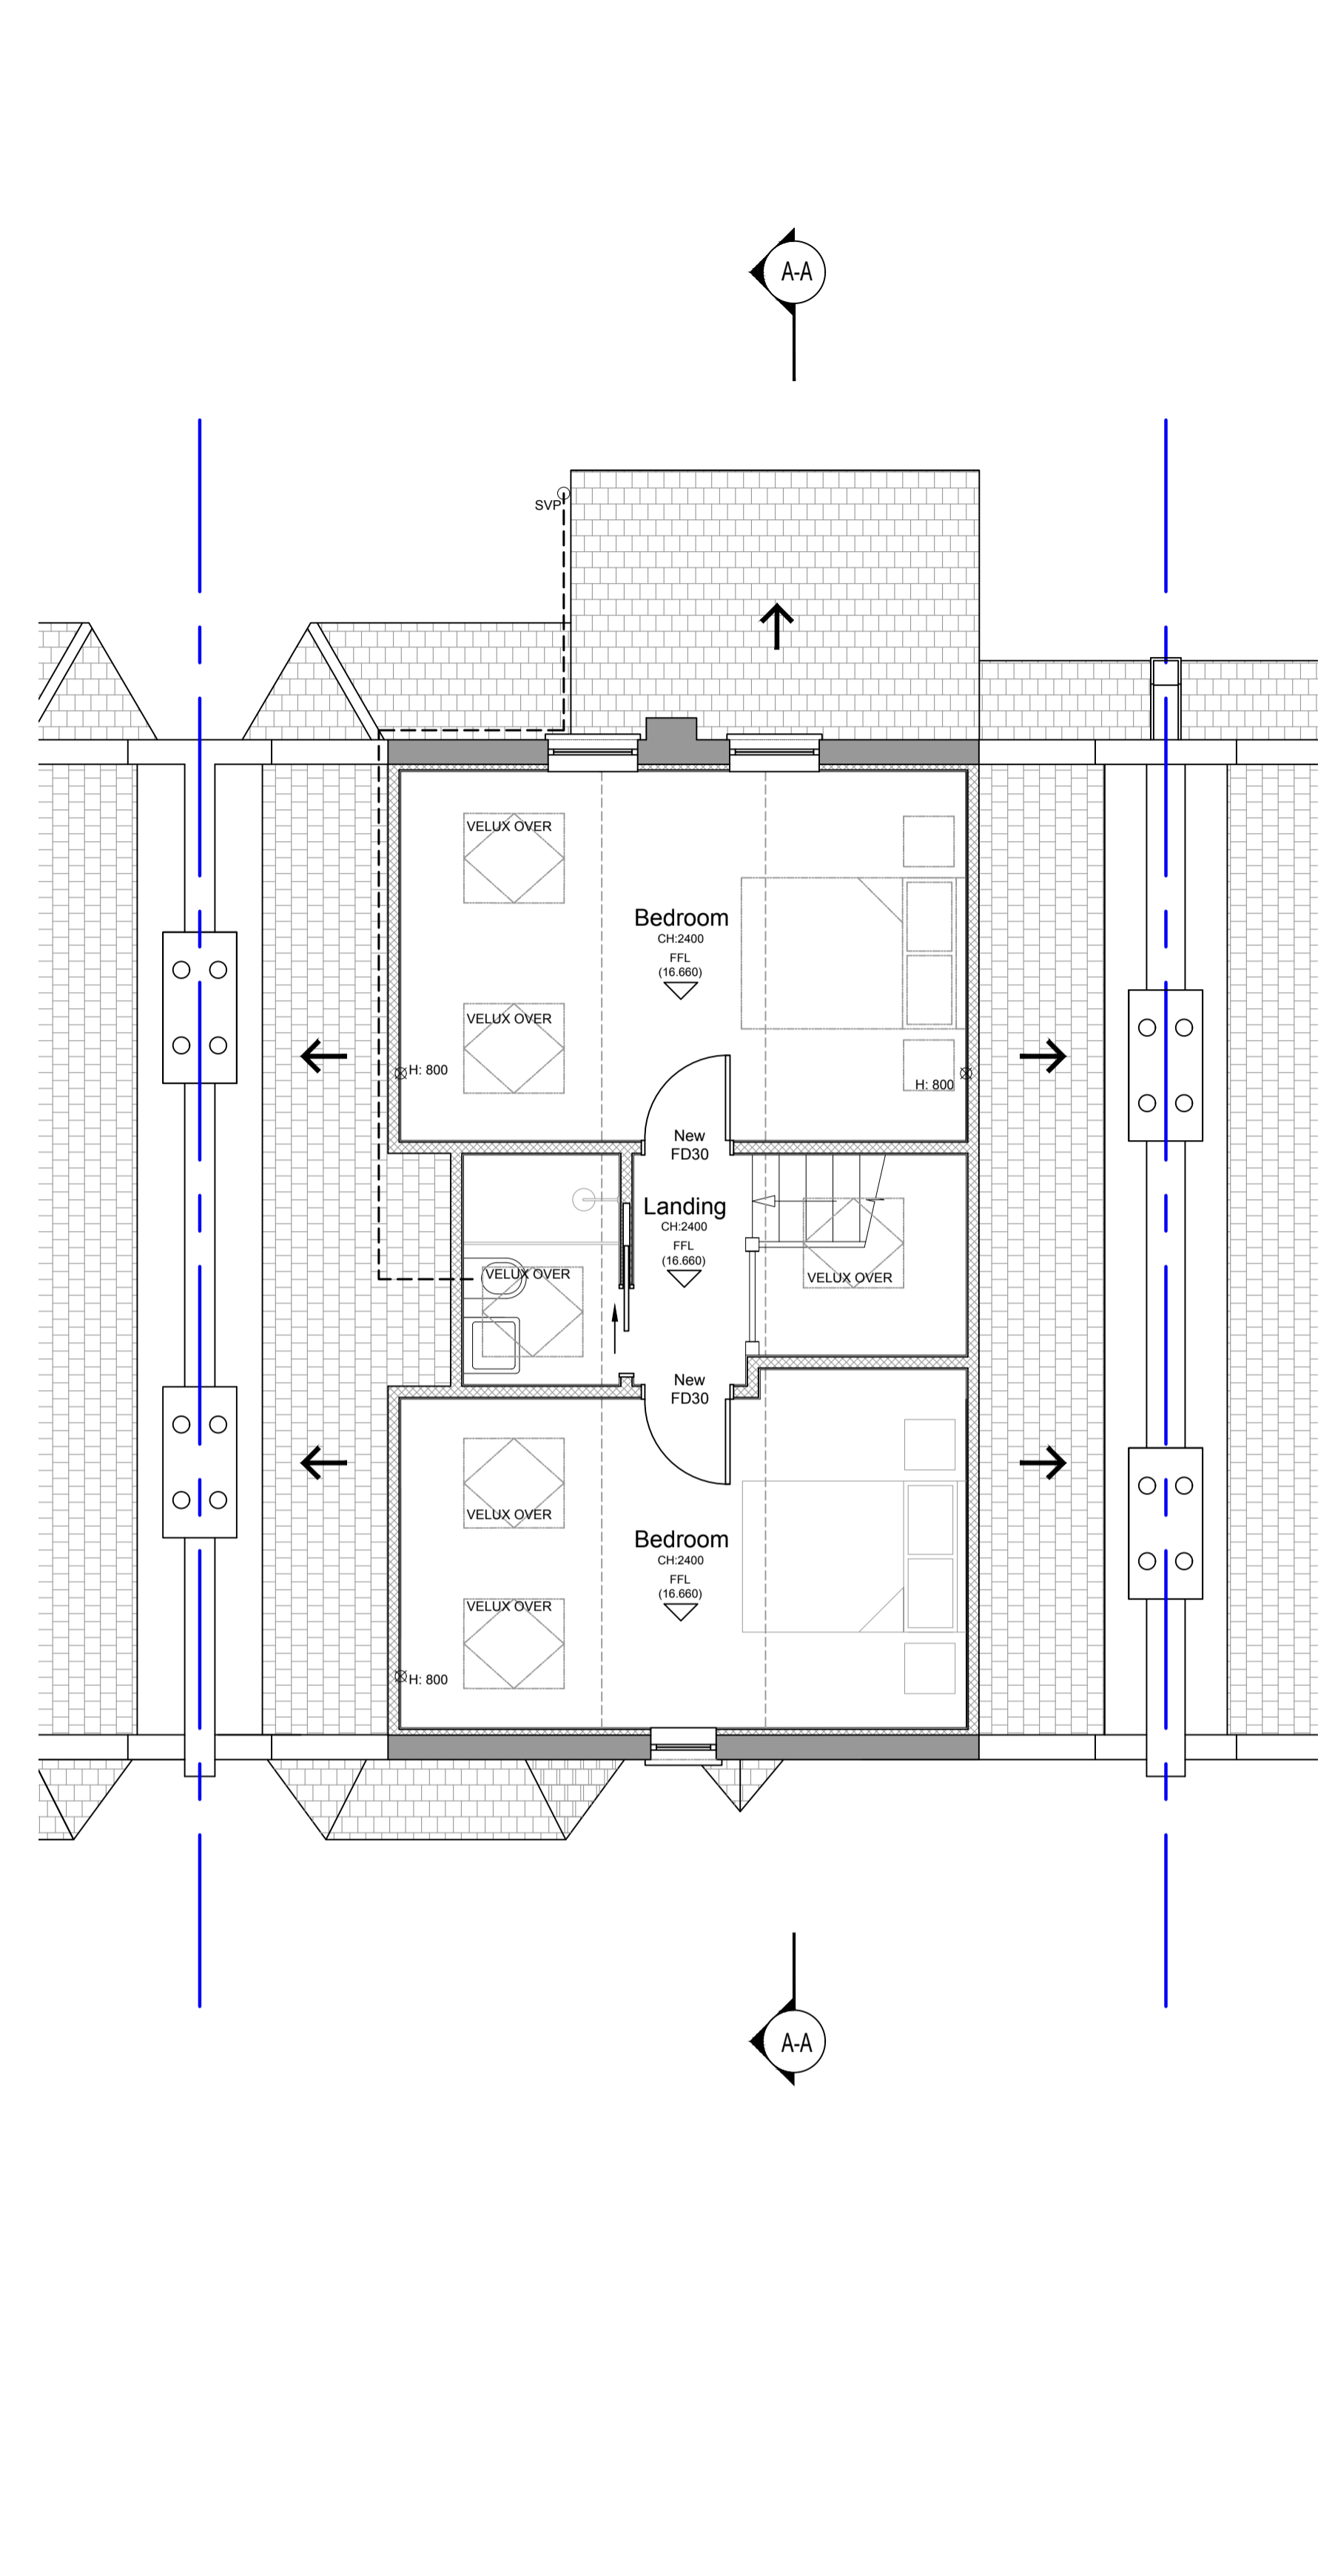 A-A
SVP
VELUX OVER
Bedroom
CH:2400
FFL
(16.660)
VELUX OVER
H: 800
H: 800
New
FD30
Landing
CH:2400
FFL
(16.660)
VELUX OVER
VELUX OVER
New
FD30
VELUX OVER
Bedroom
CH:2400
FFL
(16.660)
VELUX OVER
H: 800
A-A